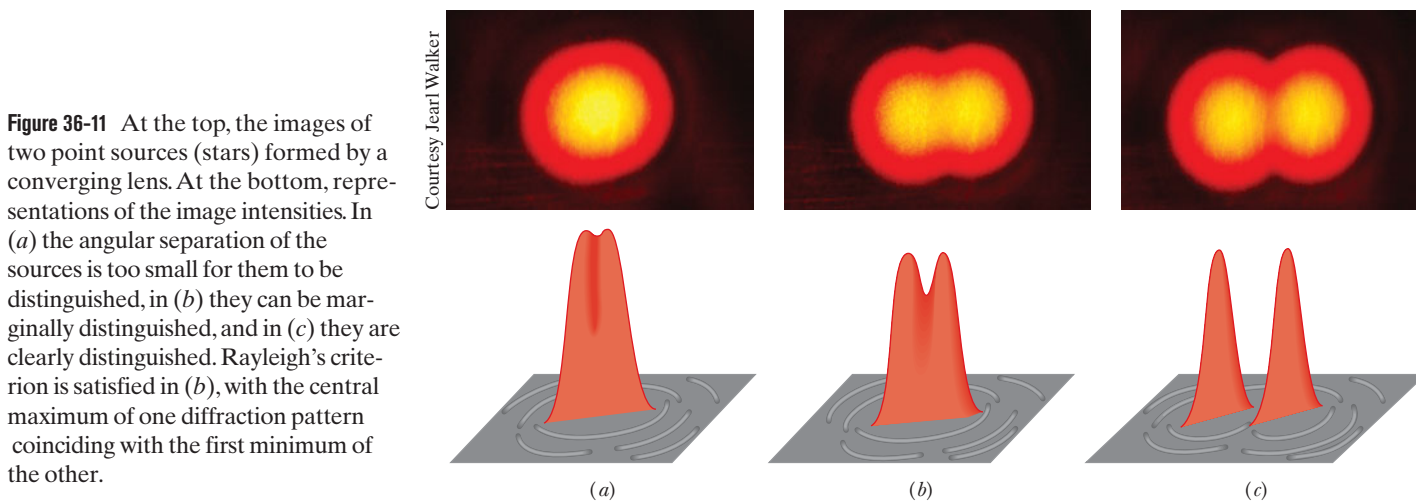 Figure 36-11 At the top, the images of
two point sources (stars) formed by a
converging lens. At the bottom, repre-
sentations of the image intensities. In
(a) the angular separation of the
sources is too small for them to be
distinguished, in (b) they can be mar-
ginally distinguished, and in (c) they are
clearly distinguished. Rayleigh's crite-
rion is satisfied in (b), with the central
maximum of one diffraction pattern
coinciding with the first minimum of
the other.
Courtesy Jearl Walker
(a)
(b)
(c)